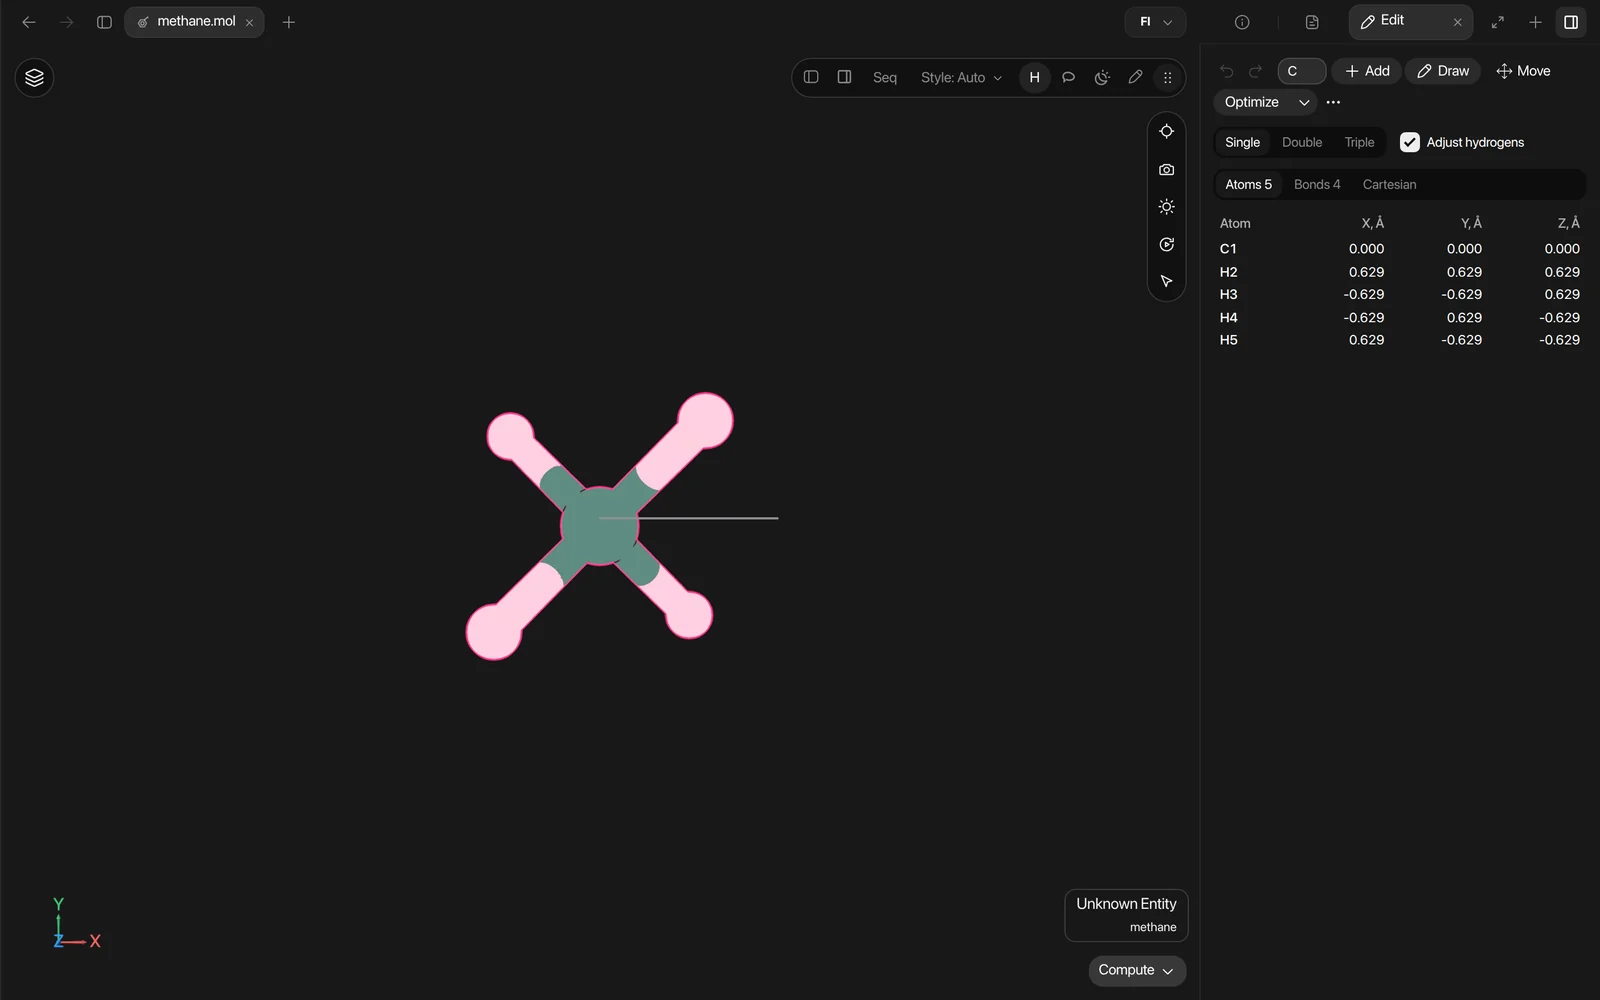 methane.mol
FI
Edit
Seq
Style: Auto
H
C
Add
Draw
Move
Optimize
Single Double Triple
Adjust hydrogens
Atoms 5 Bonds 4 Cartesian
Atom X, Å Y, Å Z, Å
C1 0.000 0.000 0.000
H2 0.629 0.629 0.629
H3 -0.629 -0.629 0.629
H4 -0.629 0.629 -0.629
H5 0.629 -0.629 -0.629
Y
Z X
Unknown Entity
methane
Compute